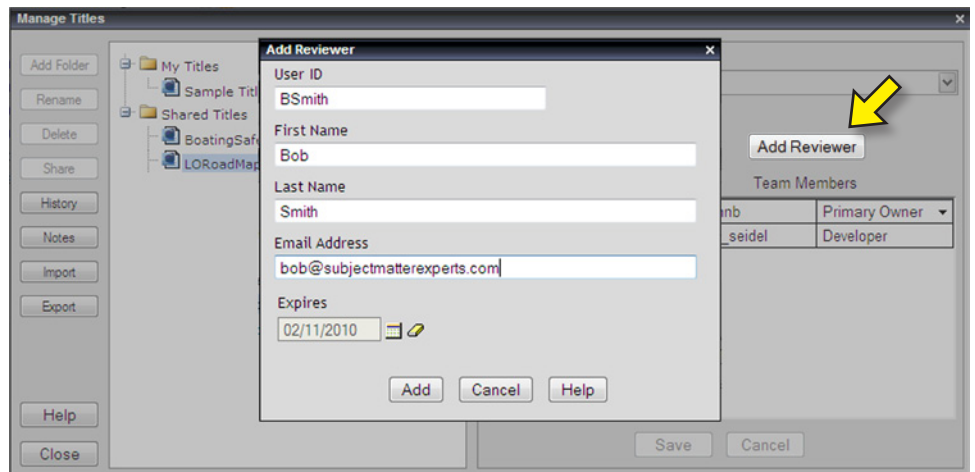 Manage Titles
Add Folder
Rename
Delete
Share
History
Notes
Import
Export
Help
Close
My Titles
Sample Titl
Shared Titles
BoatingSafe
LORoadMap
Add Reviewer
User ID
BSmith
First Name
Bob
Last Name
Smith
Email Address
bob@subjectmatterexperts.com
Expires
02/11/2010
Add Cancel Help
Add Reviewer
Team Members
nb Primary Owner
_seidel Developer
Save Cancel